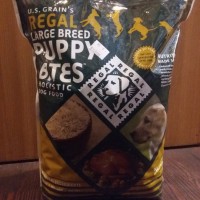 U.S. GRAIN'S
REGAL
LARGE BREED
PUPPY
BITES
HOLISTIC
DOG FOOD
REGAL REGAL
REGAL REGAL